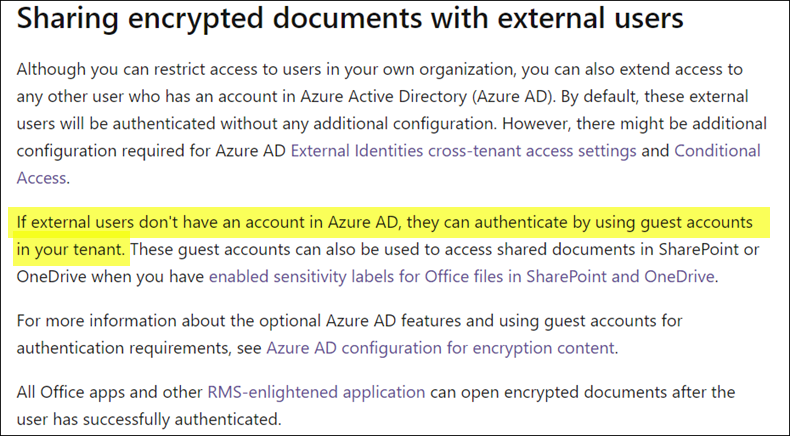 Sharing encrypted documents with external users
Although you can restrict access to users in your own organization, you can also extend access to
any other user who has an account in Azure Active Directory (Azure AD). By default, these external
users will be authenticated without any additional configuration. However, there might be additional
configuration required for Azure AD External Identities cross-tenant access settings and Conditional
Access.
If external users don't have an account in Azure AD, they can authenticate by using guest accounts
in your tenant. These guest accounts can also be used to access shared documents in SharePoint or
OneDrive when you have enabled sensitivity labels for Office files in SharePoint and OneDrive.
For more information about the optional Azure AD features and using guest accounts for
authentication requirements, see Azure AD configuration for encryption content.
All Office apps and other RMS-enlightened application can open encrypted documents after the
user has successfully authenticated.